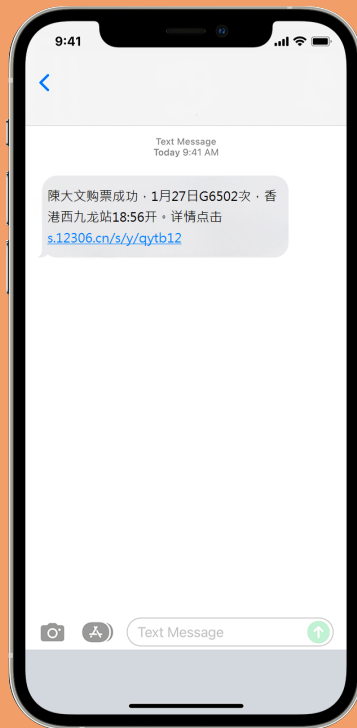 9:41
Text Message
Today 9:41 AM
陳大文购票成功，1月27日G6502次，香
港西九龙站18:56开。详情点击
s.12306.cn/s/y/qytb12
Text Message